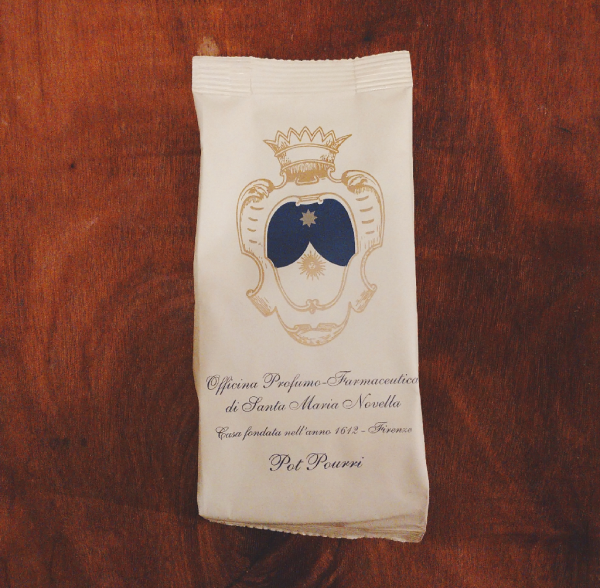 Officina Profumo-Farmaceutica
di Santa Maria Novella
Casa fondata nell'anno 1612 - Firenze
Pot Pourri